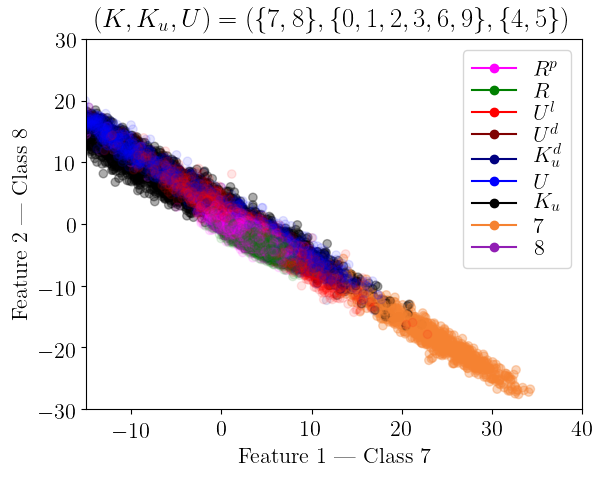 (K, K_u, U) = ({7, 8}, {0, 1, 2, 3, 6, 9}, {4, 5})
30
20
10
0
−10
−20
−30
Feature 2 — Class 8
R^p
R
U^l
U^d
K_u^d
U
K_u
7
8
−10
0
10
20
30
40
Feature 1 — Class 7